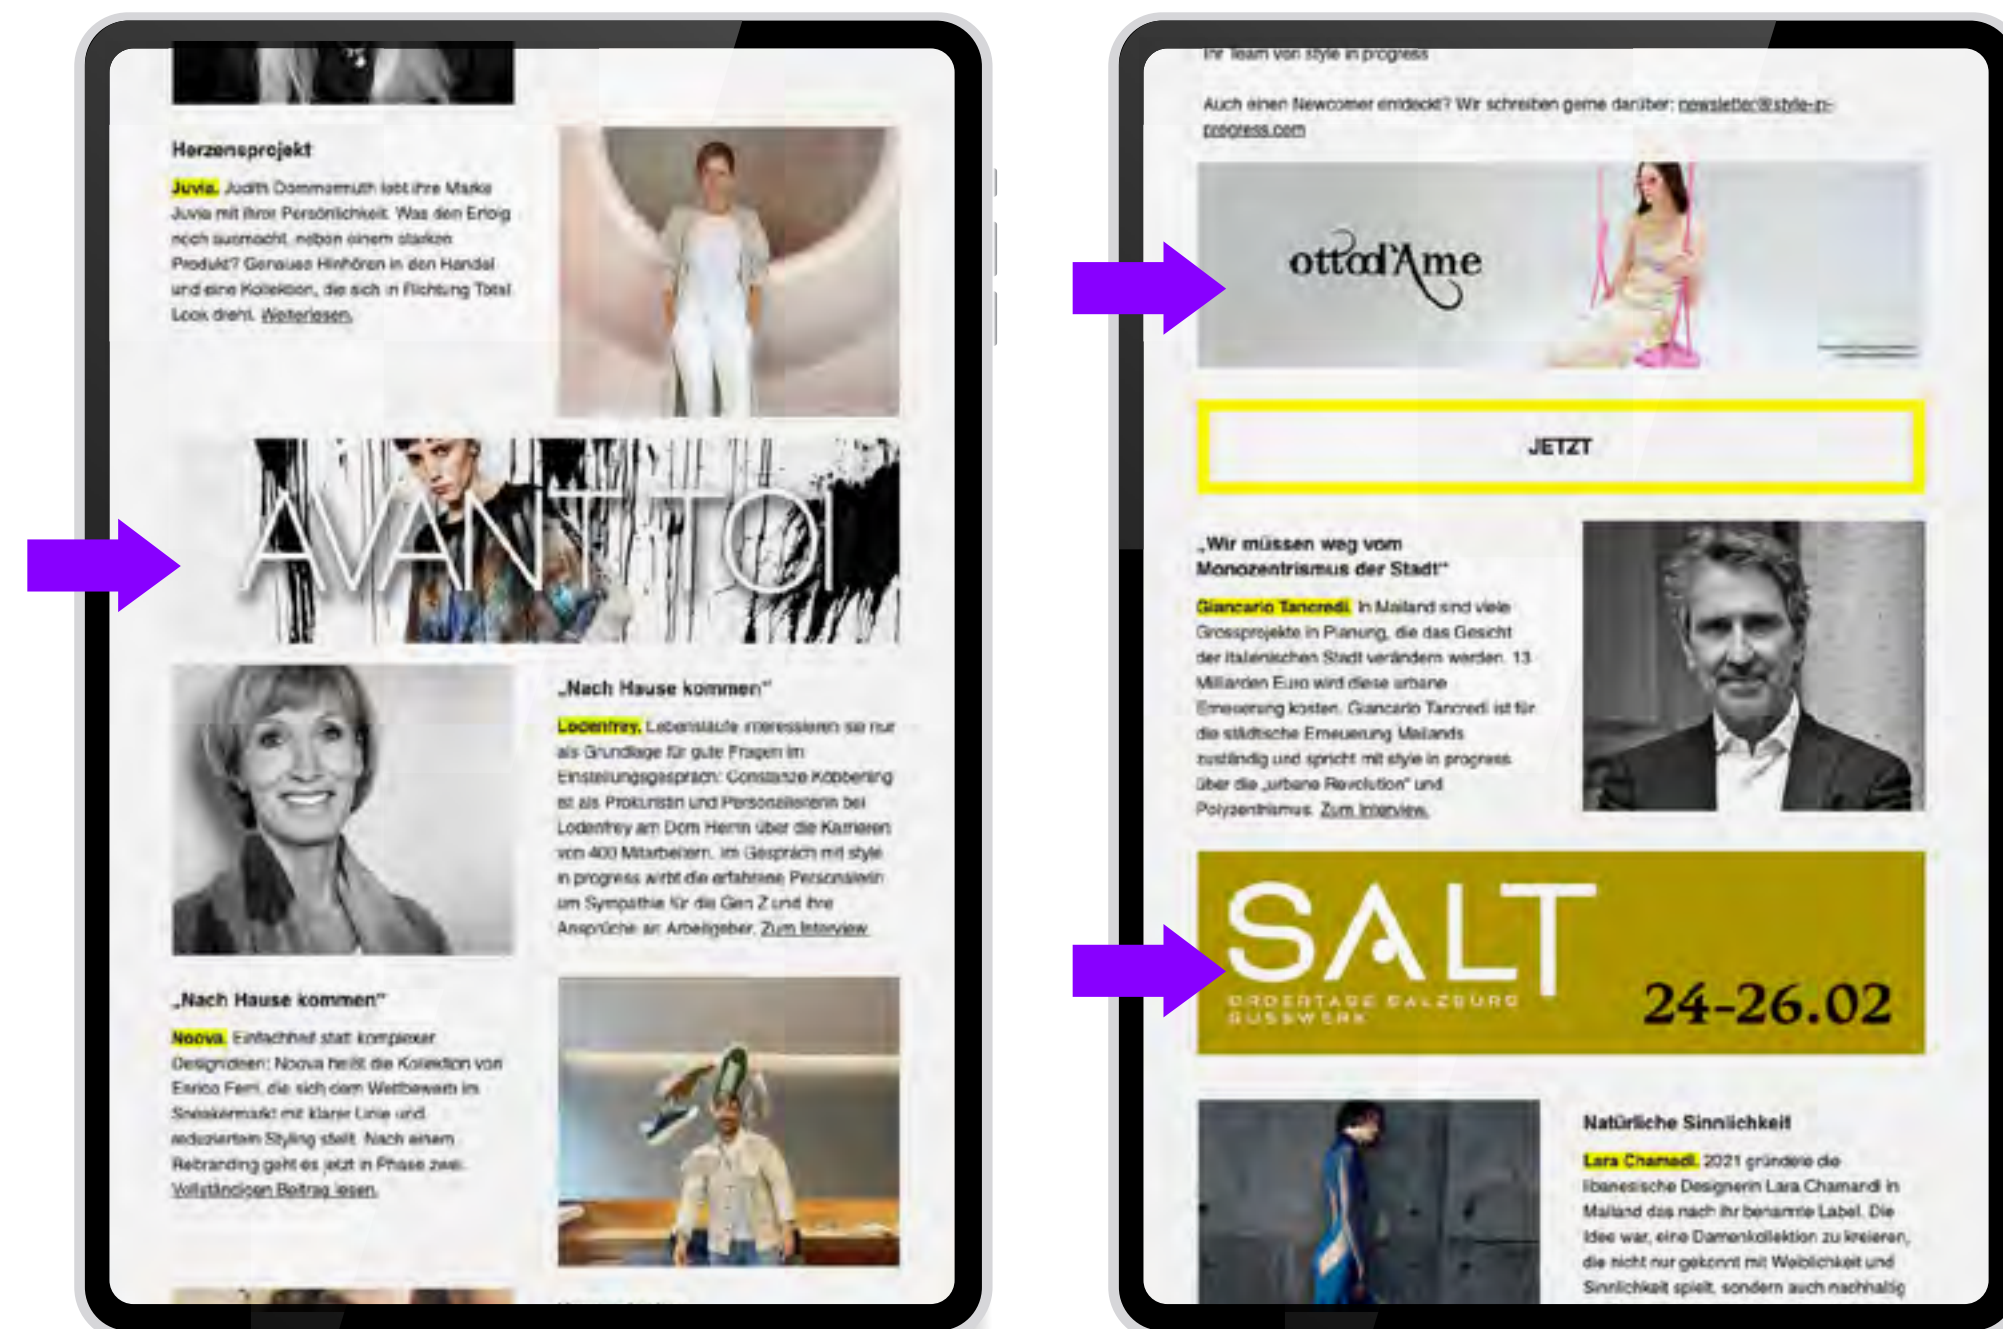 Herzensprojekt
Juvia. Judith Dommermuth lebt ihre Marke
Juvia mit ihrer Persönlichkeit. Was den Erfolg
noch ausmacht, neben einem starken
Produkt? Genaues Hinhören in den Handel
und eine Kollektion, die sich in Richtung Total
Look dreht. Weiterlesen.
AVANT TOI
„Nach Hause kommen“
Lodenfrey. Lebensläufe interessieren sie nur
als Grundlage für gute Fragen im
Einstellungsgespräch: Constanze Köbberling
ist als Prokuristin und Personalleiterin bei
Lodenfrey am Dom Herrin über die Karrieren
von 400 Mitarbeitern. Im Gespräch mit style
in progress wirbt die erfahrene Personalerin
um Sympathie für die Gen Z und ihre
Ansprüche an Arbeitgeber. Zum Interview.
„Nach Hause kommen“
Noova. Einfachheit statt komplexer
Designideen: Noova heißt die Kollektion von
Enrico Ferri, die sich dem Wettbewerb im
Sneakermarkt mit klarer Linie und
reduziertem Styling stellt. Nach einem
Rebranding geht es jetzt in Phase zwei.
Vollständigen Beitrag lesen.
Ihr Team von style in progress
Auch einen Newcomer entdeckt? Wir schreiben gerne darüber: newsletter@style-in-
progress.com
ottod'Ame
JETZT
„Wir müssen weg vom
Monozentrismus der Stadt“
Giancarlo Tancredi. In Mailand sind viele
Grossprojekte in Planung, die das Gesicht
der italienischen Stadt verändern werden. 13
Milliarden Euro wird diese urbane
Erneuerung kosten. Giancarlo Tancredi ist für
die städtische Erneuerung Mailands
zuständig und spricht mit style in progress
über die „urbane Revolution“ und
Polyzentrismus. Zum Interview.
SALT
ORDERTAGE SALZBURG
GUSSWERK
24-26.02
Natürliche Sinnlichkeit
Lara Chamadi. 2021 gründete die
libanesische Designerin Lara Chamandi in
Mailand das nach ihr benannte Label. Die
Idee war, eine Damenkollektion zu kreieren,
die nicht nur gekonnt mit Weiblichkeit und
Sinnlichkeit spielt, sondern auch nachhaltig